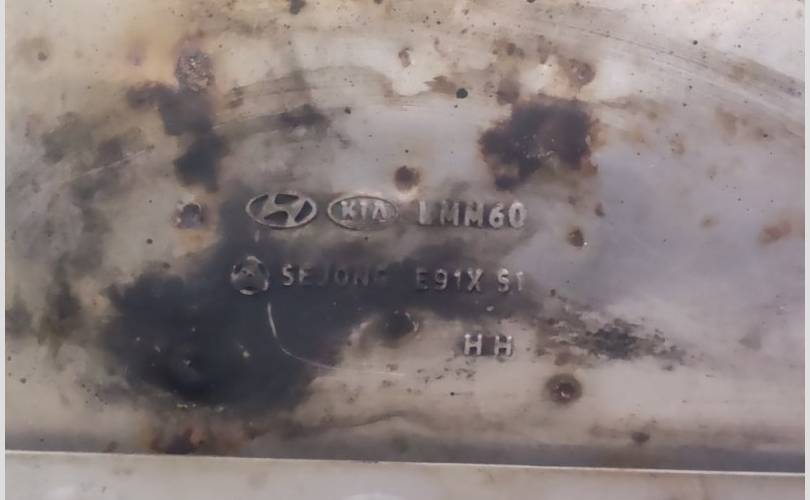 KIA LMM60
SEJONG E91X S1
HH